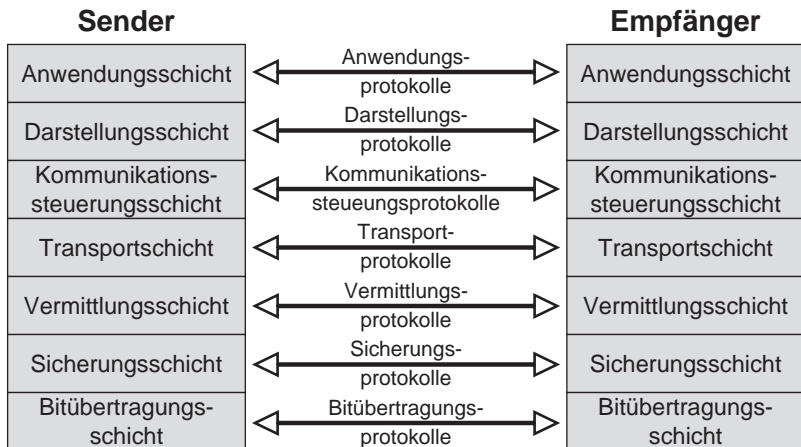 Sender
Empfänger
Anwendungsschicht
Anwendungs-
protokolle
Anwendungsschicht
Darstellungsschicht
Darstellungs-
protokolle
Darstellungsschicht
Kommunikations-
steuerungsschicht
Kommunikations-
steueungsprotokolle
Kommunikations-
steuerungsschicht
Transportschicht
Transport-
protokolle
Transportschicht
Vermittlungsschicht
Vermittlungs-
protokolle
Vermittlungsschicht
Sicherungsschicht
Sicherungs-
protokolle
Sicherungsschicht
Bitübertragungs-
schicht
Bitübertragungs-
protokolle
Bitübertragungs-
schicht